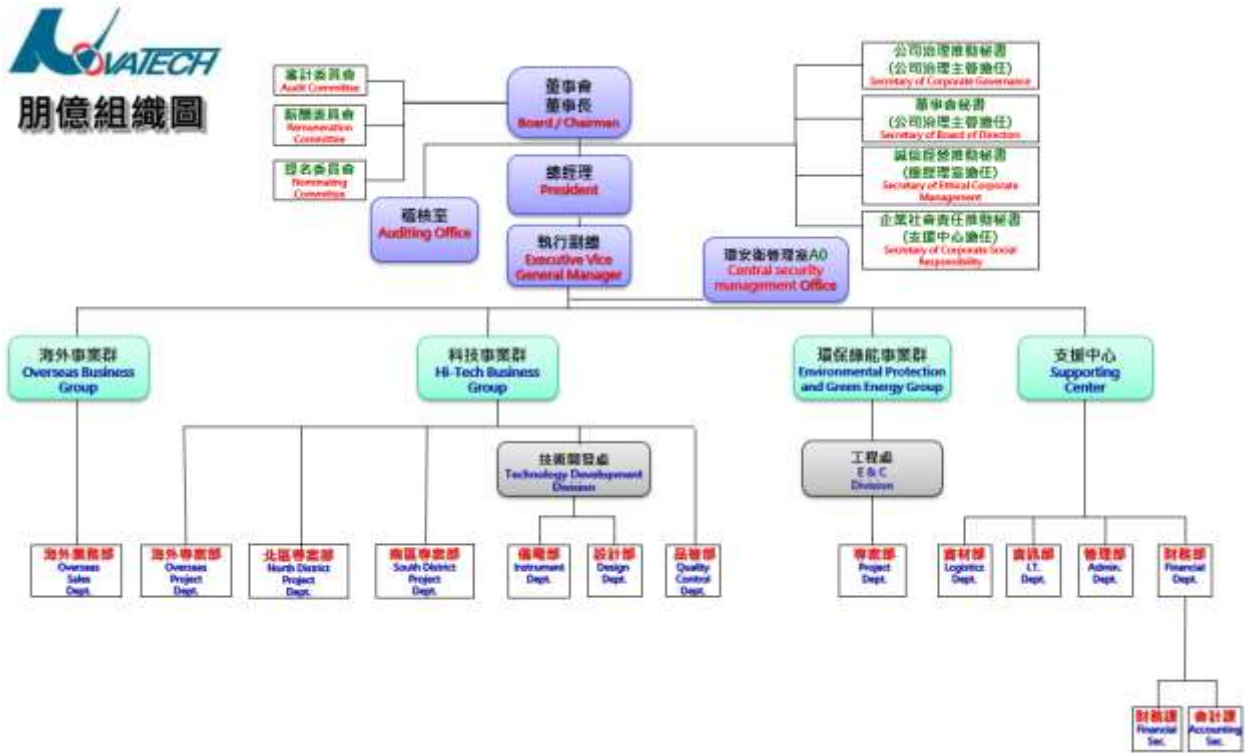 NOVATECH
朋億組織圖
審計委員會
Audit Committee
薪酬委員會
Remuneration
Committee
提名委員會
Nominating
Committee
董事會
董事長
Board / Chairman
公司治理推動秘書
(公司治理主管擔任)
Secretary of Corporate Governance
董事會秘書
(公司治理主管擔任)
Secretary of Board of Directors
誠信經營推動秘書
(總經理室擔任)
Secretary of Ethical Corporate
Management
企業社會責任推動秘書
(支援中心擔任)
Secretary of Corporate Social
Responsibility
總經理
President
稽核室
Auditing Office
執行副總
Executive Vice
General Manager
環安衛管理室A0
Central security
management Office
海外事業群
Overseas Business
Group
科技事業群
Hi-Tech Business
Group
環保綠能事業群
Environmental Protection
and Green Energy Group
支援中心
Supporting
Center
技術開發處
Technology Development
Division
工程處
E & C
Division
海外業務部
Overseas
Sales
Dept.
海外專案部
Overseas
Project
Dept.
北區專案部
North District
Project
Dept.
南區專案部
South District
Project
Dept.
儀電部
Instrument
Dept.
設計部
Design
Dept.
品管部
Quality
Control
Dept.
專案部
Project
Dept.
資材部
Logistics
Dept.
資訊部
I.T.
Dept.
管理部
Admin.
Dept.
財務部
Financial
Dept.
財務課
Financial
Sec.
會計課
Accounting
Sec.